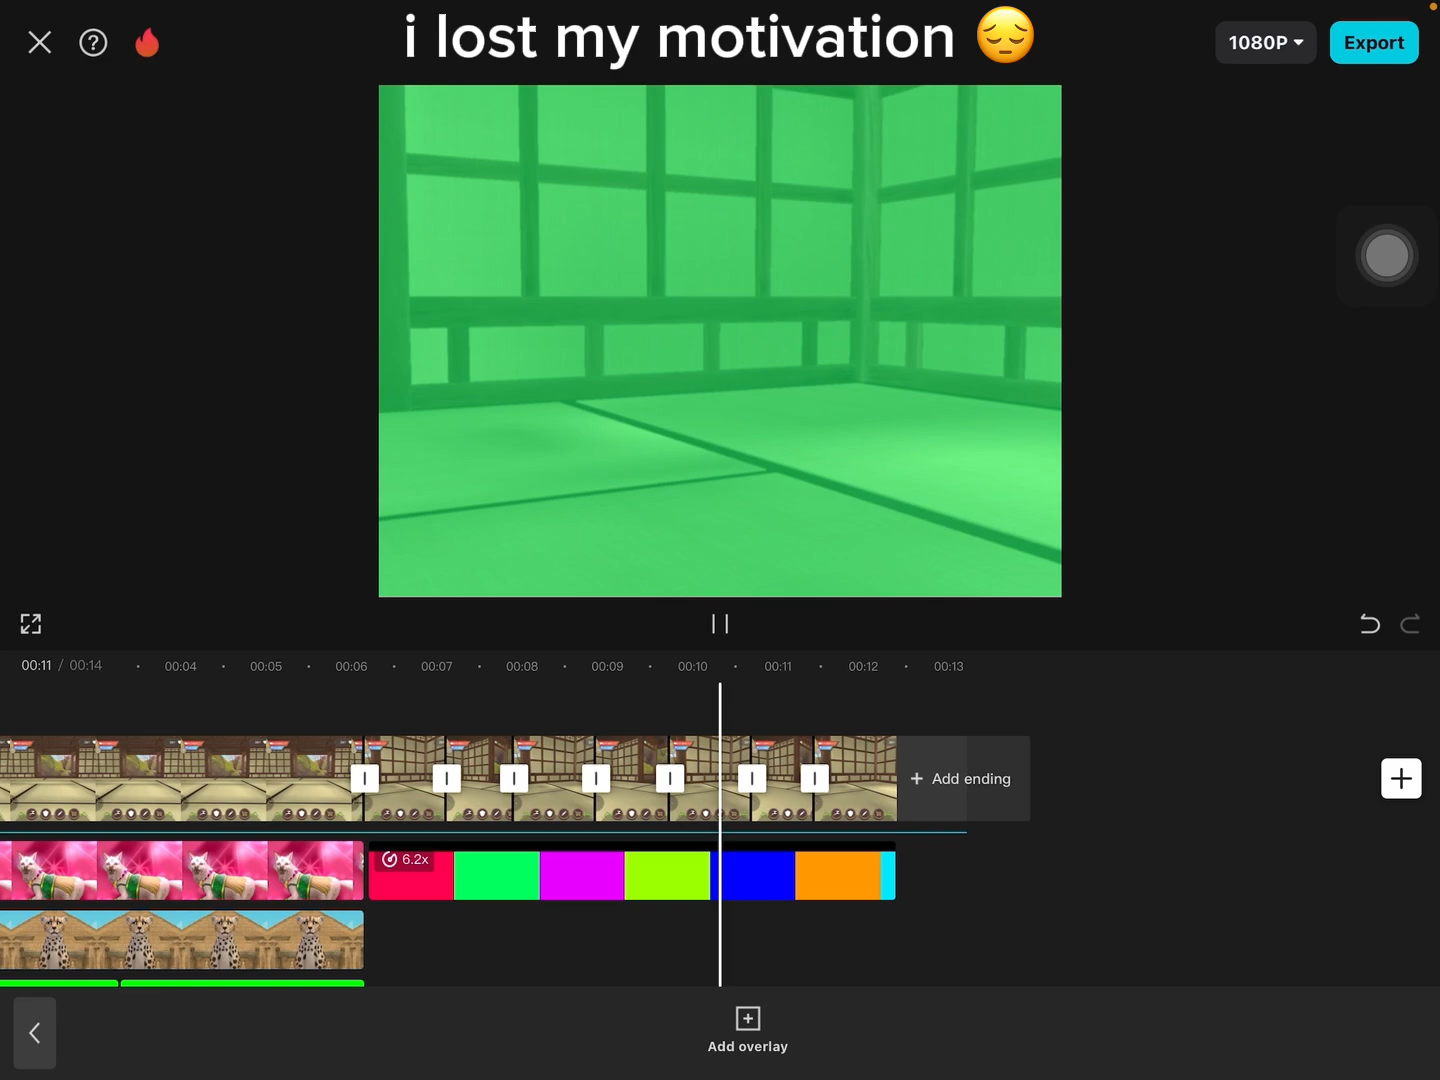 i lost my motivation 😔
1080P
Export
00:11 / 00:14
00:04
00:05
00:06
00:07
00:08
00:09
00:10
00:11
00:12
00:13
+ Add ending
6.2x
Add overlay